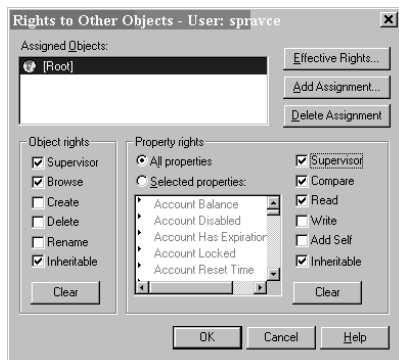 Rights to Other Objects - User: spravce
Assigned Objects:
[Root]
Effective Rights...
Add Assignment...
Delete Assignment
Object rights
Supervisor
Browse
Create
Delete
Rename
Inheritable
Clear
Property rights
All properties
Selected properties:
Account Balance
Account Disabled
Account Has Expiration
Account Locked
Account Reset Time
Supervisor
Compare
Read
Write
Add Self
Inheritable
Clear
OK
Cancel
Help